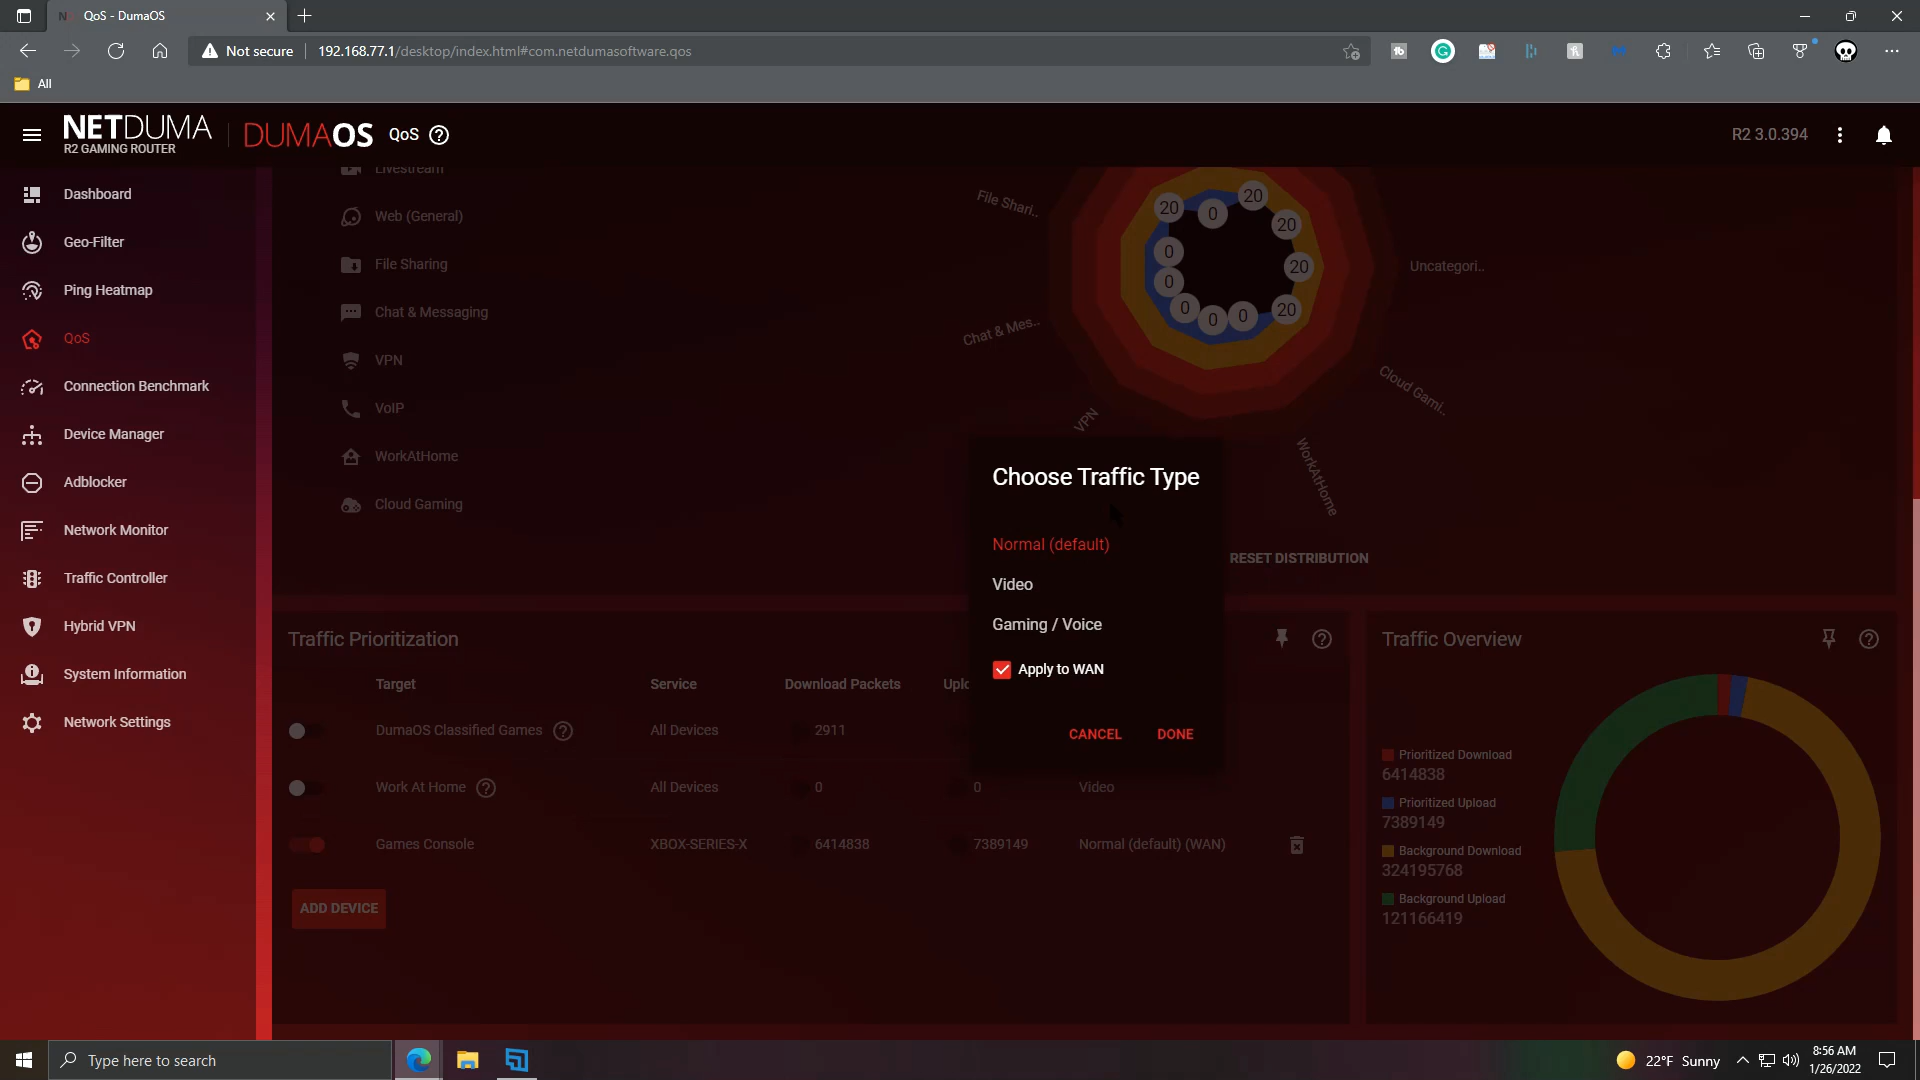 QoS - DumaOS
Not secure
192.168.77.1/desktop/index.html#com.netdumasoftware.qos
All
NETDUMA
R2 GAMING ROUTER
DUMAOS
QoS
R2 3.0.394
Dashboard
Geo-Filter
Ping Heatmap
QoS
Connection Benchmark
Device Manager
Adblocker
Network Monitor
Traffic Controller
Hybrid VPN
System Information
Network Settings
Livestream
Web (General)
File Sharing
Chat & Messaging
VPN
VoIP
WorkAtHome
Cloud Gaming
File Shari..
Chat & Mes..
VPN
WorkAtHome
Cloud Gami..
Uncategori..
20
0
20
20
20
20
0
0
0
0
0
RESET DISTRIBUTION
Choose Traffic Type
Normal (default)
Video
Gaming / Voice
Apply to WAN
CANCEL
DONE
Traffic Prioritization
Target Service Download Packets Uplo
DumaOS Classified Games All Devices 2911
Work At Home All Devices 0 0 Video
Games Console XBOX-SERIES-X 6414838 7389149 Normal (default) (WAN)
ADD DEVICE
Traffic Overview
Prioritized Download
6414838
Prioritized Upload
7389149
Background Download
324195768
Background Upload
121166419
Type here to search
22°F Sunny
8:56 AM
1/26/2022